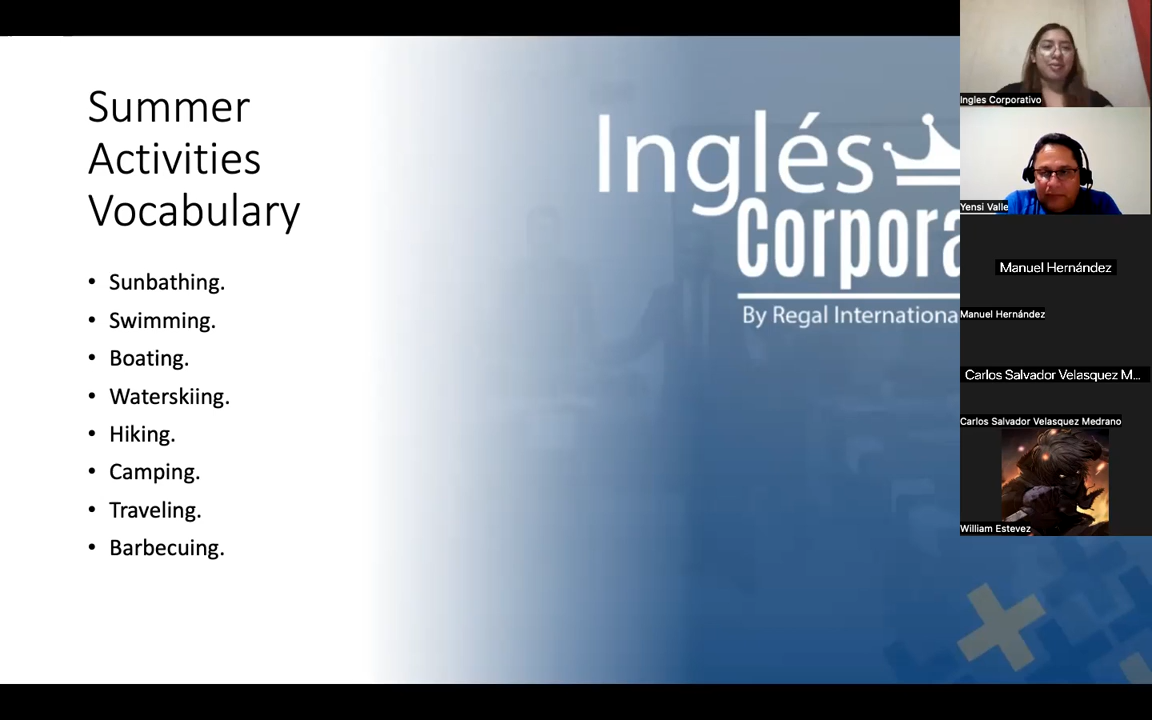 Summer
Activities
Vocabulary
• Sunbathing.
• Swimming.
• Boating.
• Waterskiing.
• Hiking.
• Camping.
• Traveling.
• Barbecuing.
Inglés
Corpora
By Regal Internationa
Ingles Corporativo
Yensi Valle
Manuel Hernández
Manuel Hernández
Carlos Salvador Velasquez M...
Carlos Salvador Velasquez Medrano
William Estevez